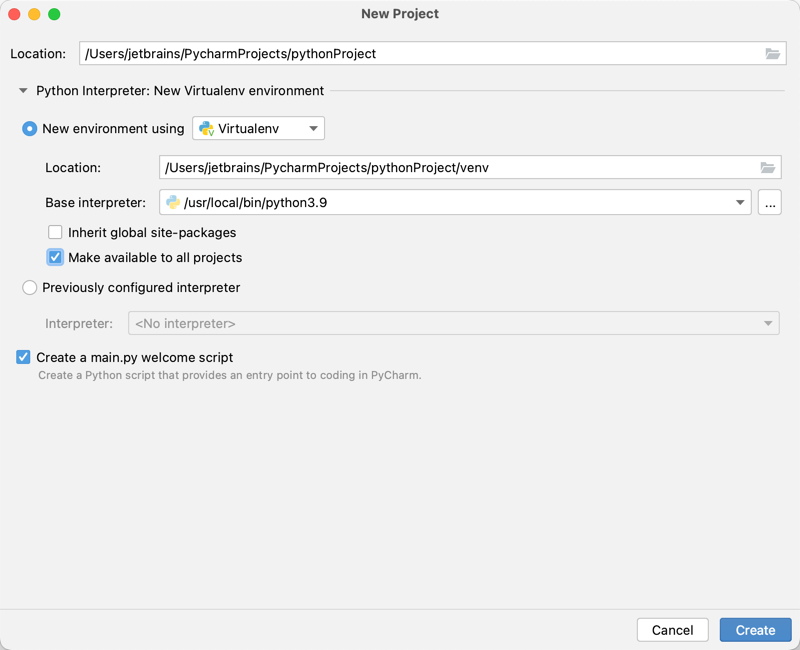 New Project
Location: /Users/jetbrains/PycharmProjects/pythonProject
Python Interpreter: New Virtualenv environment
New environment using Virtualenv
Location: /Users/jetbrains/PycharmProjects/pythonProject/venv
Base interpreter: /usr/local/bin/python3.9 ...
Inherit global site-packages
Make available to all projects
Previously configured interpreter
Interpreter: <No interpreter>
Create a main.py welcome script
Create a Python script that provides an entry point to coding in PyCharm.
Cancel Create